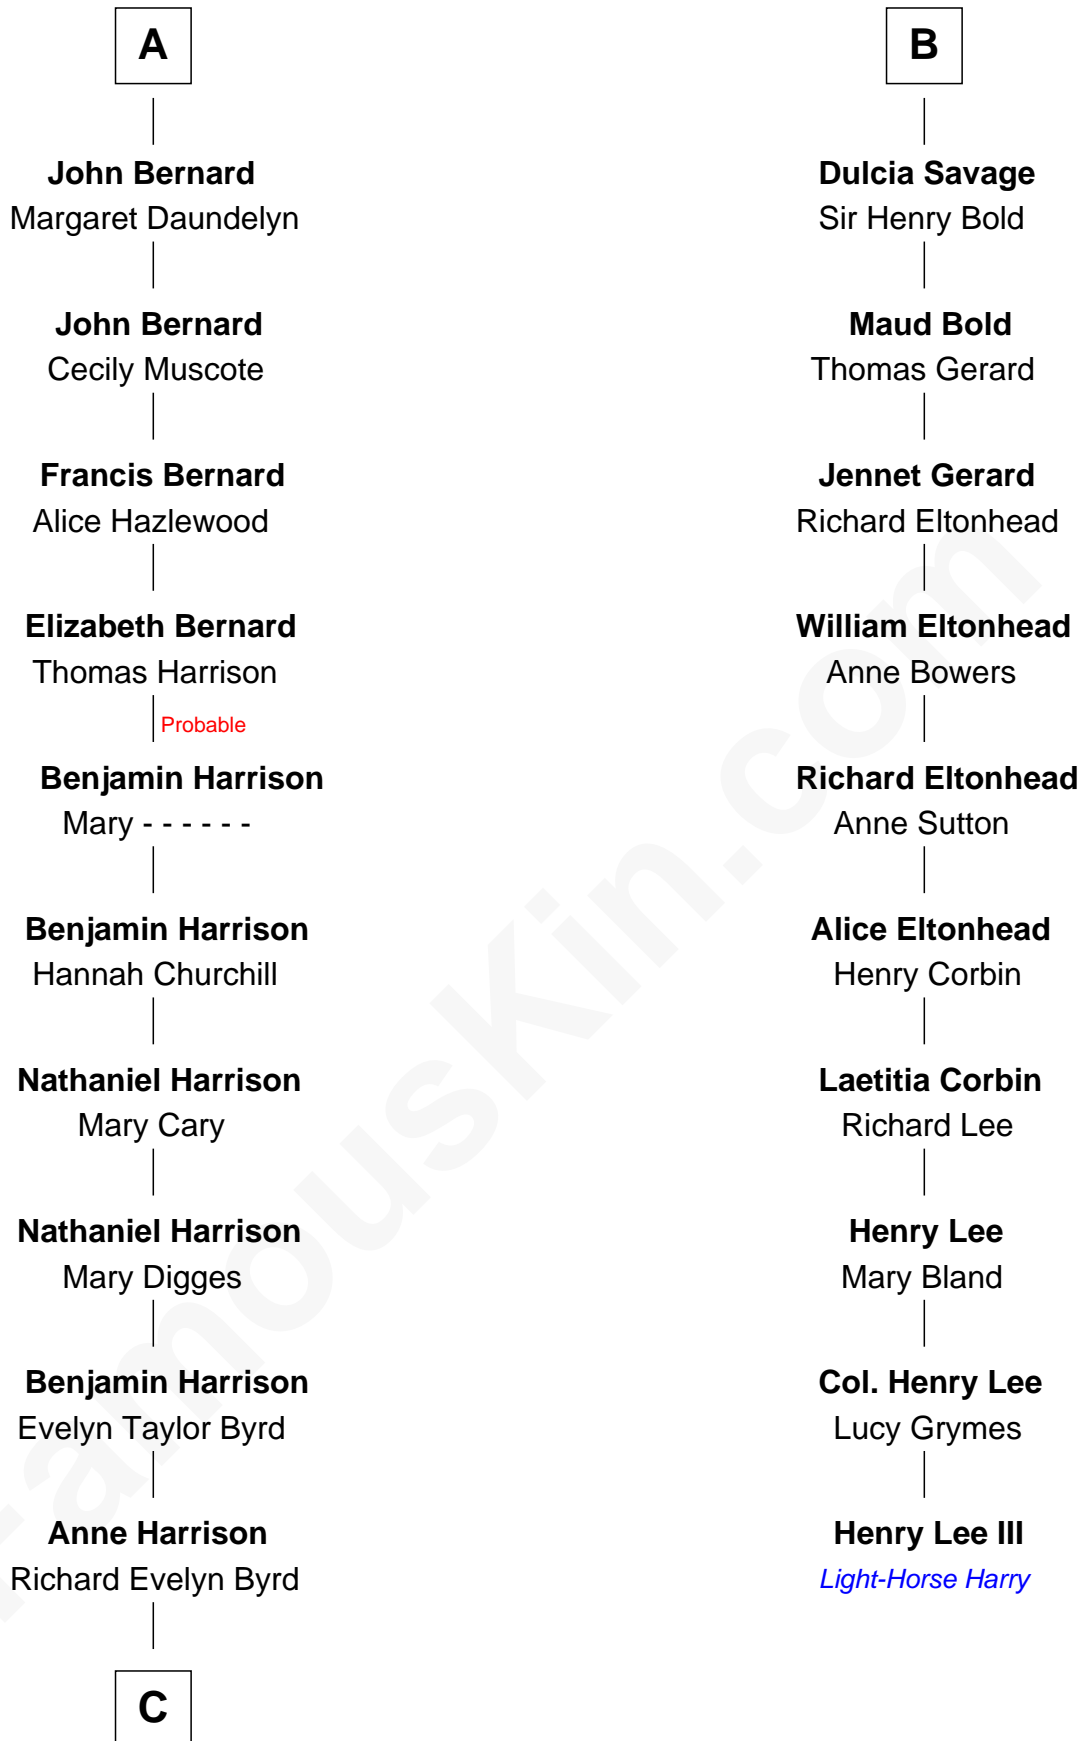 A
John Bernard
Margaret Daundelyn
John Bernard
Cecily Muscote
Francis Bernard
Alice Hazlewood
Elizabeth Bernard
Thomas Harrison
Probable
Benjamin Harrison
Mary - - - - - -
Benjamin Harrison
Hannah Churchill
Nathaniel Harrison
Mary Cary
Nathaniel Harrison
Mary Digges
Benjamin Harrison
Evelyn Taylor Byrd
Anne Harrison
Richard Evelyn Byrd
C
B
Dulcia Savage
Sir Henry Bold
Maud Bold
Thomas Gerard
Jennet Gerard
Richard Eltonhead
William Eltonhead
Anne Bowers
Richard Eltonhead
Anne Sutton
Alice Eltonhead
Henry Corbin
Laetitia Corbin
Richard Lee
Henry Lee
Mary Bland
Col. Henry Lee
Lucy Grymes
Henry Lee III
Light-Horse Harry
FamousKin.com